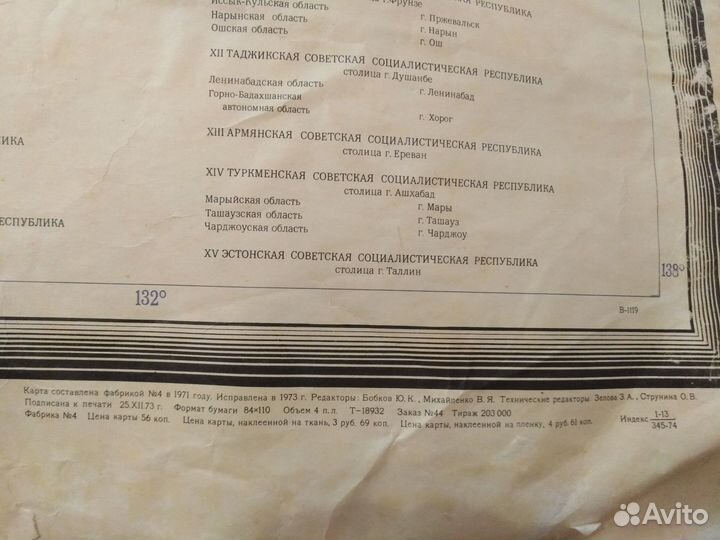 Иссык-Кульская область
г. Пржевальск
Нарынская область
г. Нарын
Ошская область
г. Ош
XII ТАДЖИКСКАЯ СОВЕТСКАЯ СОЦИАЛИСТИЧЕСКАЯ РЕСПУБЛИКА
столица г. Душанбе
Ленинабадская область г. Ленинабад
Горно-Бадахшанская
автономная область г. Хорог
ЛИКА
XIII АРМЯНСКАЯ СОВЕТСКАЯ СОЦИАЛИСТИЧЕСКАЯ РЕСПУБЛИКА
столица г. Ереван
XIV ТУРКМЕНСКАЯ СОВЕТСКАЯ СОЦИАЛИСТИЧЕСКАЯ РЕСПУБЛИКА
столица г. Ашхабад
Марыйская область г. Мары
Ташаузская область г. Ташауз
Чарджоуская область г. Чарджоу
ЕСПУБЛИКА
XV ЭСТОНСКАЯ СОВЕТСКАЯ СОЦИАЛИСТИЧЕСКАЯ РЕСПУБЛИКА
столица г. Таллин
138°
132°
В-1119
Карта составлена фабрикой №4 в 1971 году. Исправлена в 1973 г. Редакторы: Бобков Ю.К., Михайленко В.Я. Технические редакторы Зелова З.А., Струнина О.В.
Подписана к печати 25.XII.73 г. Формат бумаги 84×110 Объем 4 п.л. Т-18932 Заказ №44 Тираж 203 000
Фабрика №4 Цена карты 56 коп. Цена карты, наклеенной на ткань, 3 руб. 69 коп. Цена карты, наклеенной на пленку, 4 руб. 61 коп. Индекс 1-13
345-74
Avito